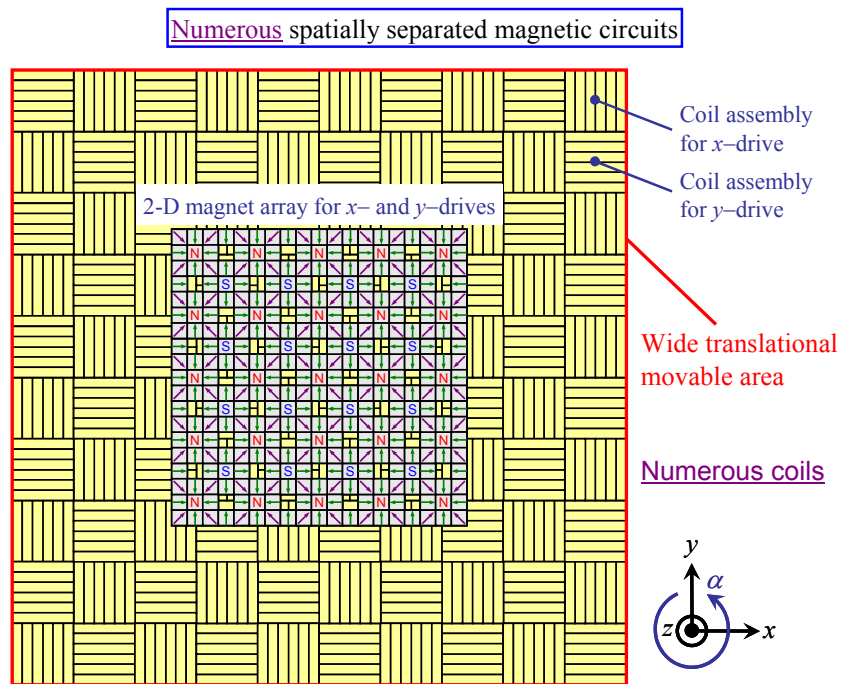 Numerous spatially separated magnetic circuits
Coil assembly
for x–drive
Coil assembly
for y–drive
2-D magnet array for x– and y–drives
N N N N N
S S S S
N N N N N
S S S S
N N N N N
S S S S
N N N N N
S S S S
N N N N N
Wide translational
movable area
Numerous coils
y
α
z
x